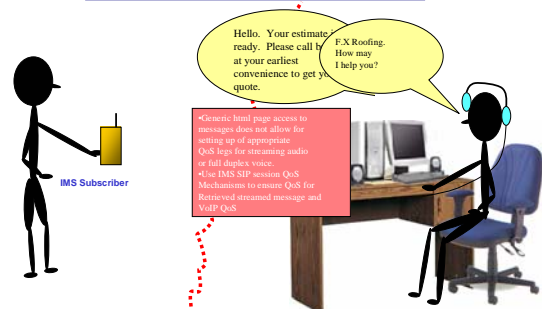 Hello. Your estimate i
ready. Please call b
at your earliest
convenience to get yo
quote.
F.X Roofing.
How may
I help you?
•Generic html page access to
messages does not allow for
setting up of appropriate
QoS legs for streaming audio
or full duplex voice.
•Use IMS SIP session QoS
Mechanisms to ensure QoS for
Retrieved streamed message and
VoIP QoS
IMS Subscriber